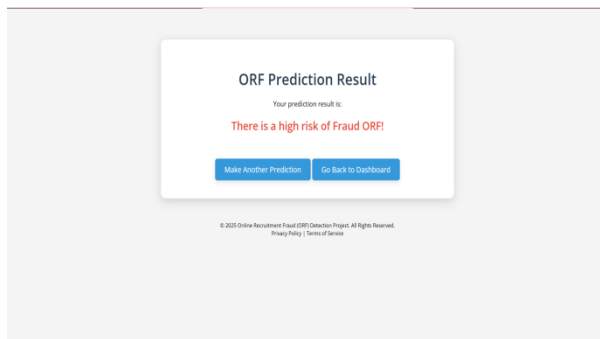 ORF Prediction Result
Your prediction result is:
There is a high risk of Fraud ORF!
Make Another Prediction Go Back to Dashboard
© 2025 Online Recruitment Fraud (ORF) Detection Project. All Rights Reserved.
Privacy Policy | Terms of Service